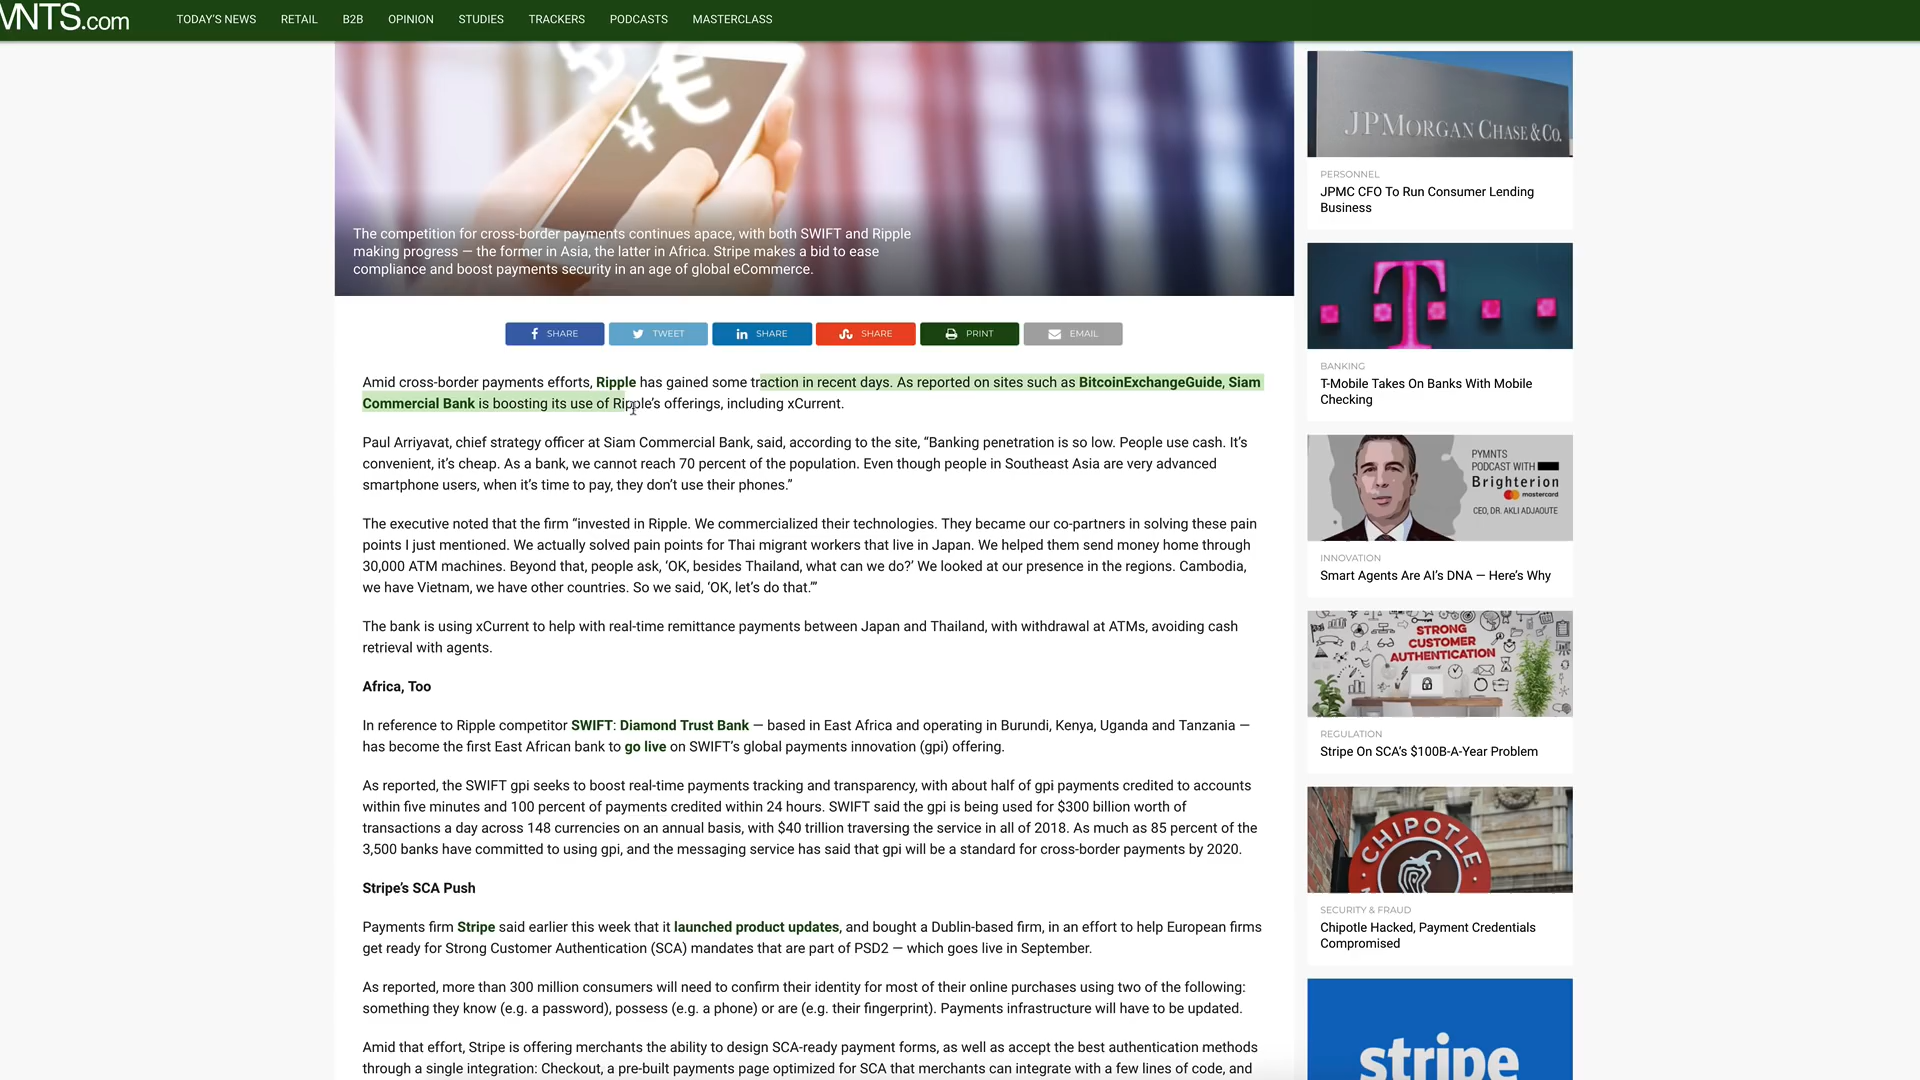 MNTS.com
TODAY'S NEWS
RETAIL
B2B
OPINION
STUDIES
TRACKERS
PODCASTS
MASTERCLASS
The competition for cross-border payments continues apace, with both SWIFT and Ripple
making progress — the former in Asia, the latter in Africa. Stripe makes a bid to ease
compliance and boost payments security in an age of global eCommerce.
SHARE
TWEET
SHARE
SHARE
PRINT
EMAIL
Amid cross-border payments efforts, Ripple has gained some traction in recent days. As reported on sites such as BitcoinExchangeGuide, Siam
Commercial Bank is boosting its use of Ripple’s offerings, including xCurrent.
Paul Arriyavat, chief strategy officer at Siam Commercial Bank, said, according to the site, “Banking penetration is so low. People use cash. It’s
convenient, it’s cheap. As a bank, we cannot reach 70 percent of the population. Even though people in Southeast Asia are very advanced
smartphone users, when it’s time to pay, they don’t use their phones.”
The executive noted that the firm “invested in Ripple. We commercialized their technologies. They became our co-partners in solving these pain
points I just mentioned. We actually solved pain points for Thai migrant workers that live in Japan. We helped them send money home through
30,000 ATM machines. Beyond that, people ask, ‘OK, besides Thailand, what can we do?’ We looked at our presence in the regions. Cambodia,
we have Vietnam, we have other countries. So we said, ‘OK, let’s do that.’”
The bank is using xCurrent to help with real-time remittance payments between Japan and Thailand, with withdrawal at ATMs, avoiding cash
retrieval with agents.
Africa, Too
In reference to Ripple competitor SWIFT: Diamond Trust Bank — based in East Africa and operating in Burundi, Kenya, Uganda and Tanzania —
has become the first East African bank to go live on SWIFT’s global payments innovation (gpi) offering.
As reported, the SWIFT gpi seeks to boost real-time payments tracking and transparency, with about half of gpi payments credited to accounts
within five minutes and 100 percent of payments credited within 24 hours. SWIFT said the gpi is being used for $300 billion worth of
transactions a day across 148 currencies on an annual basis, with $40 trillion traversing the service in all of 2018. As much as 85 percent of the
3,500 banks have committed to using gpi, and the messaging service has said that gpi will be a standard for cross-border payments by 2020.
Stripe’s SCA Push
Payments firm Stripe said earlier this week that it launched product updates, and bought a Dublin-based firm, in an effort to help European firms
get ready for Strong Customer Authentication (SCA) mandates that are part of PSD2 — which goes live in September.
As reported, more than 300 million consumers will need to confirm their identity for most of their online purchases using two of the following:
something they know (e.g. a password), possess (e.g. a phone) or are (e.g. their fingerprint). Payments infrastructure will have to be updated.
Amid that effort, Stripe is offering merchants the ability to design SCA-ready payment forms, as well as accept the best authentication methods
through a single integration: Checkout, a pre-built payments page optimized for SCA that merchants can integrate with a few lines of code, and
JPMORGAN CHASE & CO.
PERSONNEL
JPMC CFO To Run Consumer Lending
Business
T
BANKING
T-Mobile Takes On Banks With Mobile
Checking
PYMNTS
PODCAST WITH
Brighterion
mastercard
CEO, DR. AKLI ADJAOUTE
INNOVATION
Smart Agents Are AI’s DNA — Here’s Why
STRONG
CUSTOMER
AUTHENTICATION
REGULATION
Stripe On SCA’s $100B-A-Year Problem
CHIPOTLE
SECURITY & FRAUD
Chipotle Hacked, Payment Credentials
Compromised
stripe